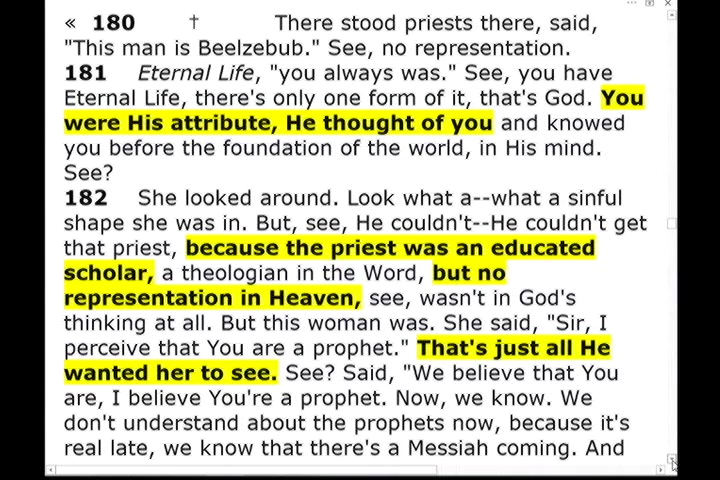 « 180 † There stood priests there, said,
"This man is Beelzebub." See, no representation.
181 Eternal Life, "you always was." See, you have
Eternal Life, there's only one form of it, that's God. You
were His attribute, He thought of you and knowed
you before the foundation of the world, in His mind.
See?
182 She looked around. Look what a--what a sinful
shape she was in. But, see, He couldn't--He couldn't get
that priest, because the priest was an educated
scholar, a theologian in the Word, but no
representation in Heaven, see, wasn't in God's
thinking at all. But this woman was. She said, "Sir, I
perceive that You are a prophet." That's just all He
wanted her to see. See? Said, "We believe that You
are, I believe You're a prophet. Now, we know. We
don't understand about the prophets now, because it's
real late, we know that there's a Messiah coming. And